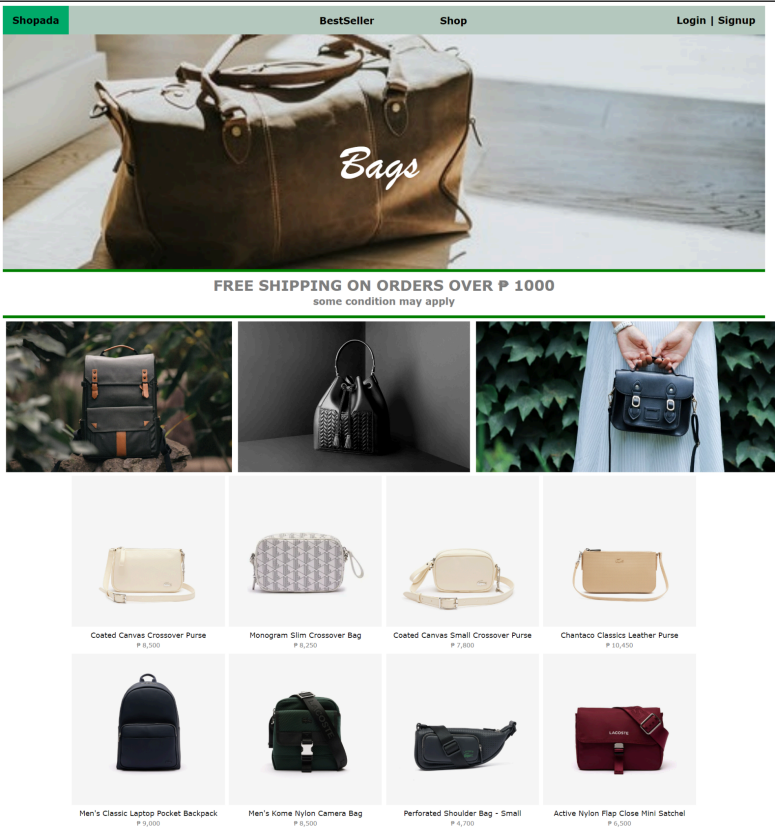 Shopada
BestSeller
Shop
Login | Signup
Bags
FREE SHIPPING ON ORDERS OVER ₱ 1000
some condition may apply
Coated Canvas Crossover Purse
₱ 8,500
Monogram Slim Crossover Bag
₱ 8,250
Coated Canvas Small Crossover Purse
₱ 7,800
Chantaco Classics Leather Purse
₱ 10,450
LACOSTE
Men's Classic Laptop Pocket Backpack
₱ 9,000
Men's Kome Nylon Camera Bag
₱ 8,500
Perforated Shoulder Bag - Small
₱ 4,700
Active Nylon Flap Close Mini Satchel
₱ 6,500